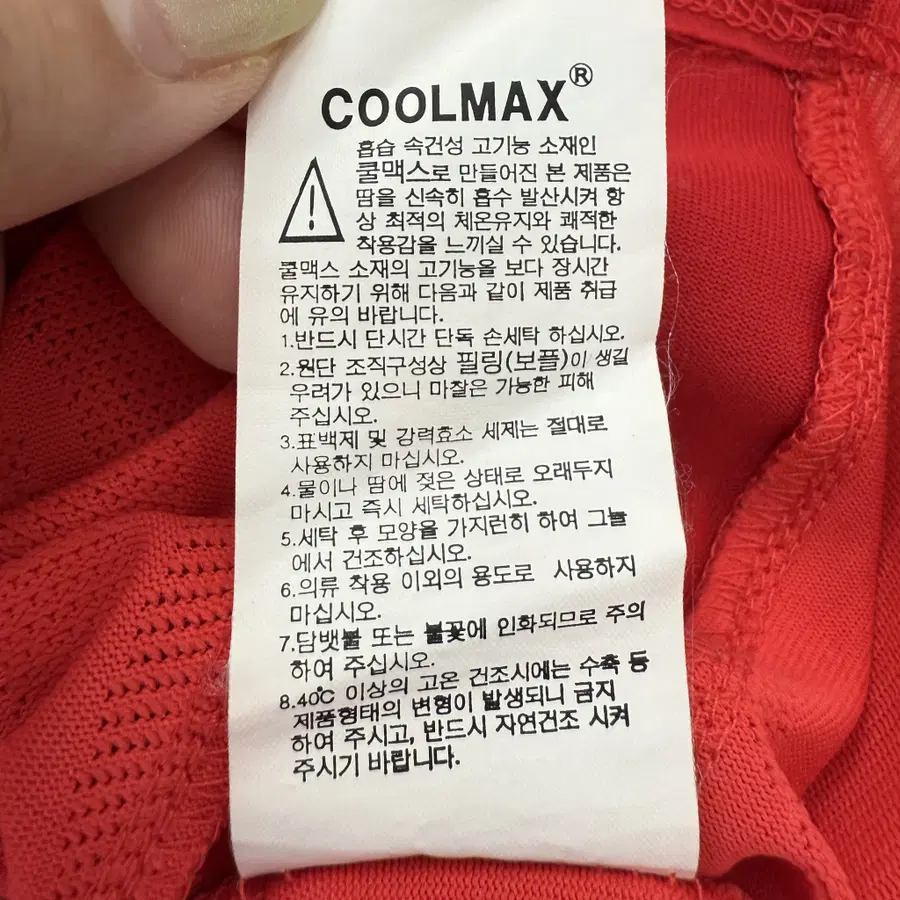 COOLMAX®
흡습 속건성 고기능 소재인
쿨맥스로 만들어진 본 제품은
땀을 신속히 흡수 발산시켜 항
상 최적의 체온유지와 쾌적한
착용감을 느끼실 수 있습니다.
쿨맥스 소재의 고기능을 보다 장시간
유지하기 위해 다음과 같이 제품 취급
에 유의 바랍니다.
1.반드시 단시간 단독 손세탁 하십시오.
2.원단 조직구성상 필링(보플)이 생길
우려가 있으니 마찰은 가능한 피해
주십시오.
3.표백제 및 강력효소 세제는 절대로
사용하지 마십시오.
4.물이나 땀에 젖은 상태로 오래두지
마시고 즉시 세탁하십시오.
5.세탁 후 모양을 가지런히 하여 그늘
에서 건조하십시오.
6.의류 착용 이외의 용도로 사용하지
마십시오.
7.담뱃불 또는 불꽃에 인화되므로 주의
하여 주십시오.
8.40℃ 이상의 고온 건조시에는 수축 등
제품형태의 변형이 발생되니 금지
하여 주시고, 반드시 자연건조 시켜
주시기 바랍니다.